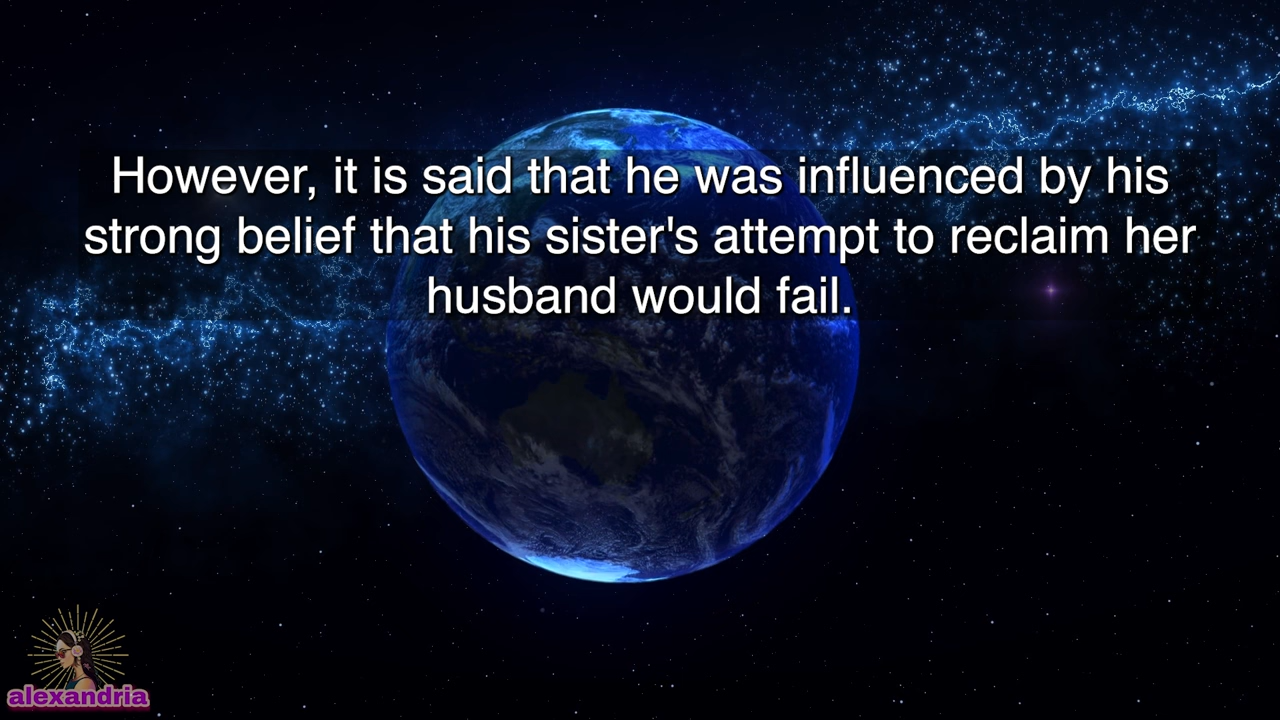 However, it is said that he was influenced by his
strong belief that his sister's attempt to reclaim her
husband would fail.
alexandria